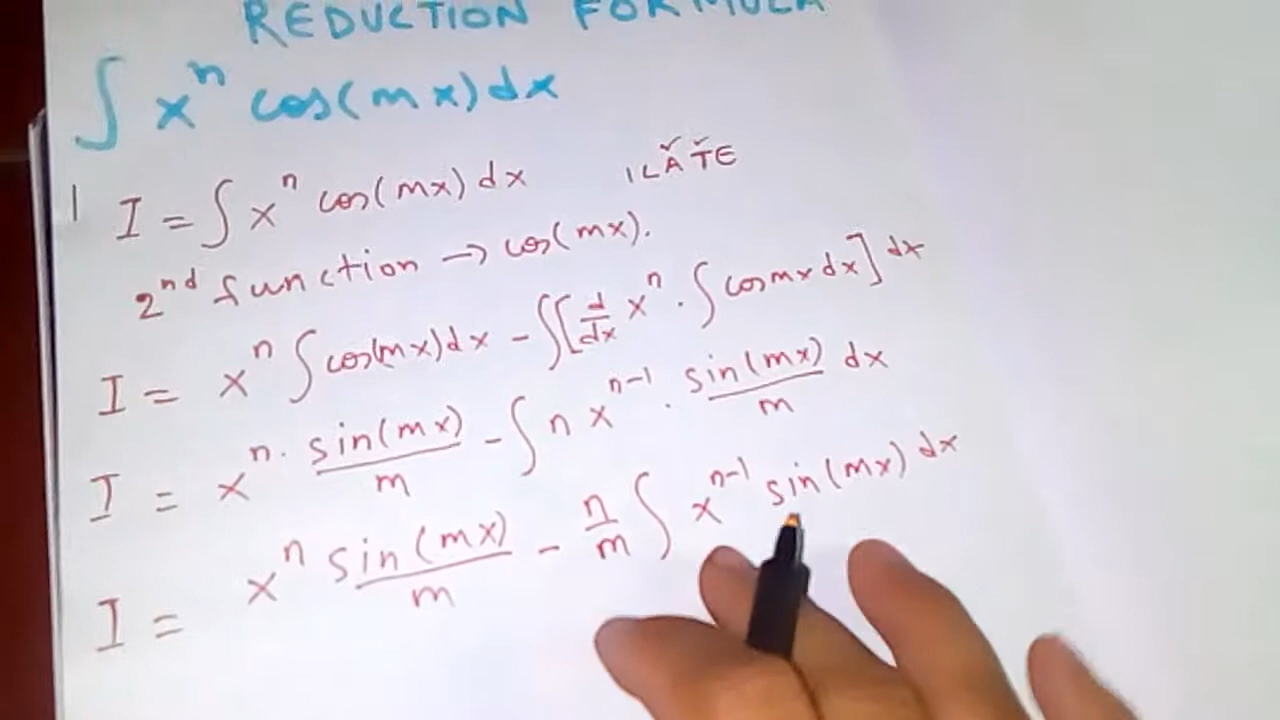 REDUCTION FORMULA
∫ xⁿ cos(mx) dx
I = ∫ xⁿ cos(mx) dx ILATE
2nd function → cos(mx).
I = xⁿ ∫ cos(mx) dx - ∫[d/dx xⁿ . ∫ cos mx dx] dx
I = xⁿ . sin(mx)/m - ∫ n xⁿ⁻¹ . sin(mx)/m dx
I = xⁿ sin(mx)/m - n/m ∫ xⁿ⁻¹ sin(mx) dx